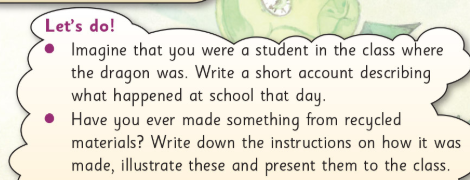 Let's do!
● Imagine that you were a student in the class where
the dragon was. Write a short account describing
what happened at school that day.
● Have you ever made something from recycled
materials? Write down the instructions on how it was
made, illustrate these and present them to the class.